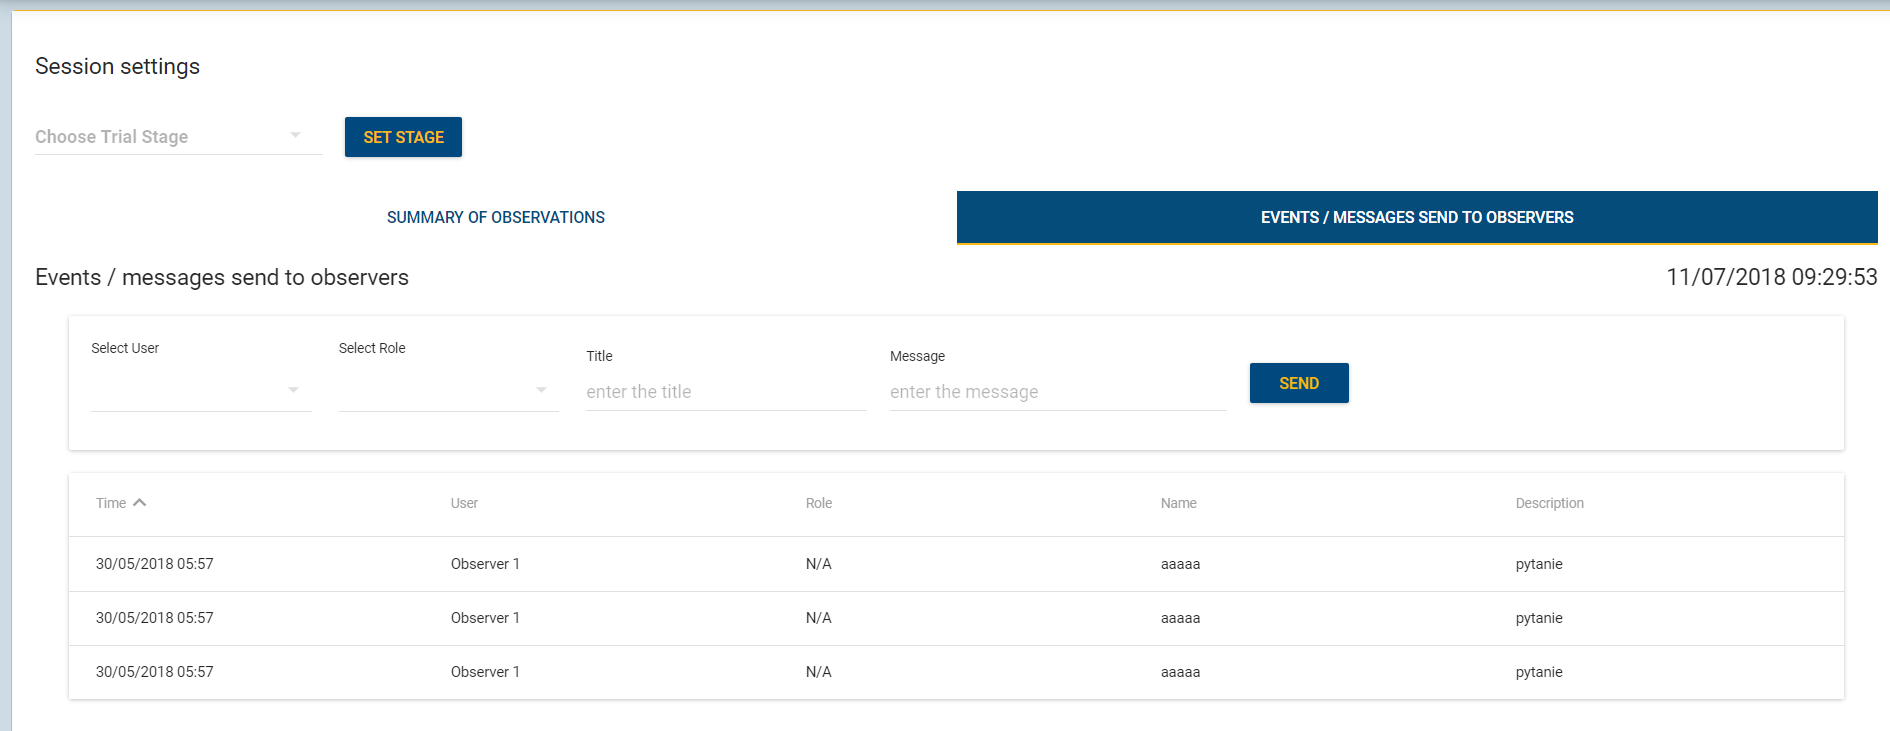 Session settings
Choose Trial Stage SET STAGE
SUMMARY OF OBSERVATIONS EVENTS / MESSAGES SEND TO OBSERVERS
Events / messages send to observers 11/07/2018 09:29:53
Select User Select Role Title Message
enter the title enter the message SEND
Time User Role Name Description
30/05/2018 05:57 Observer 1 N/A aaaaa pytanie
30/05/2018 05:57 Observer 1 N/A aaaaa pytanie
30/05/2018 05:57 Observer 1 N/A aaaaa pytanie